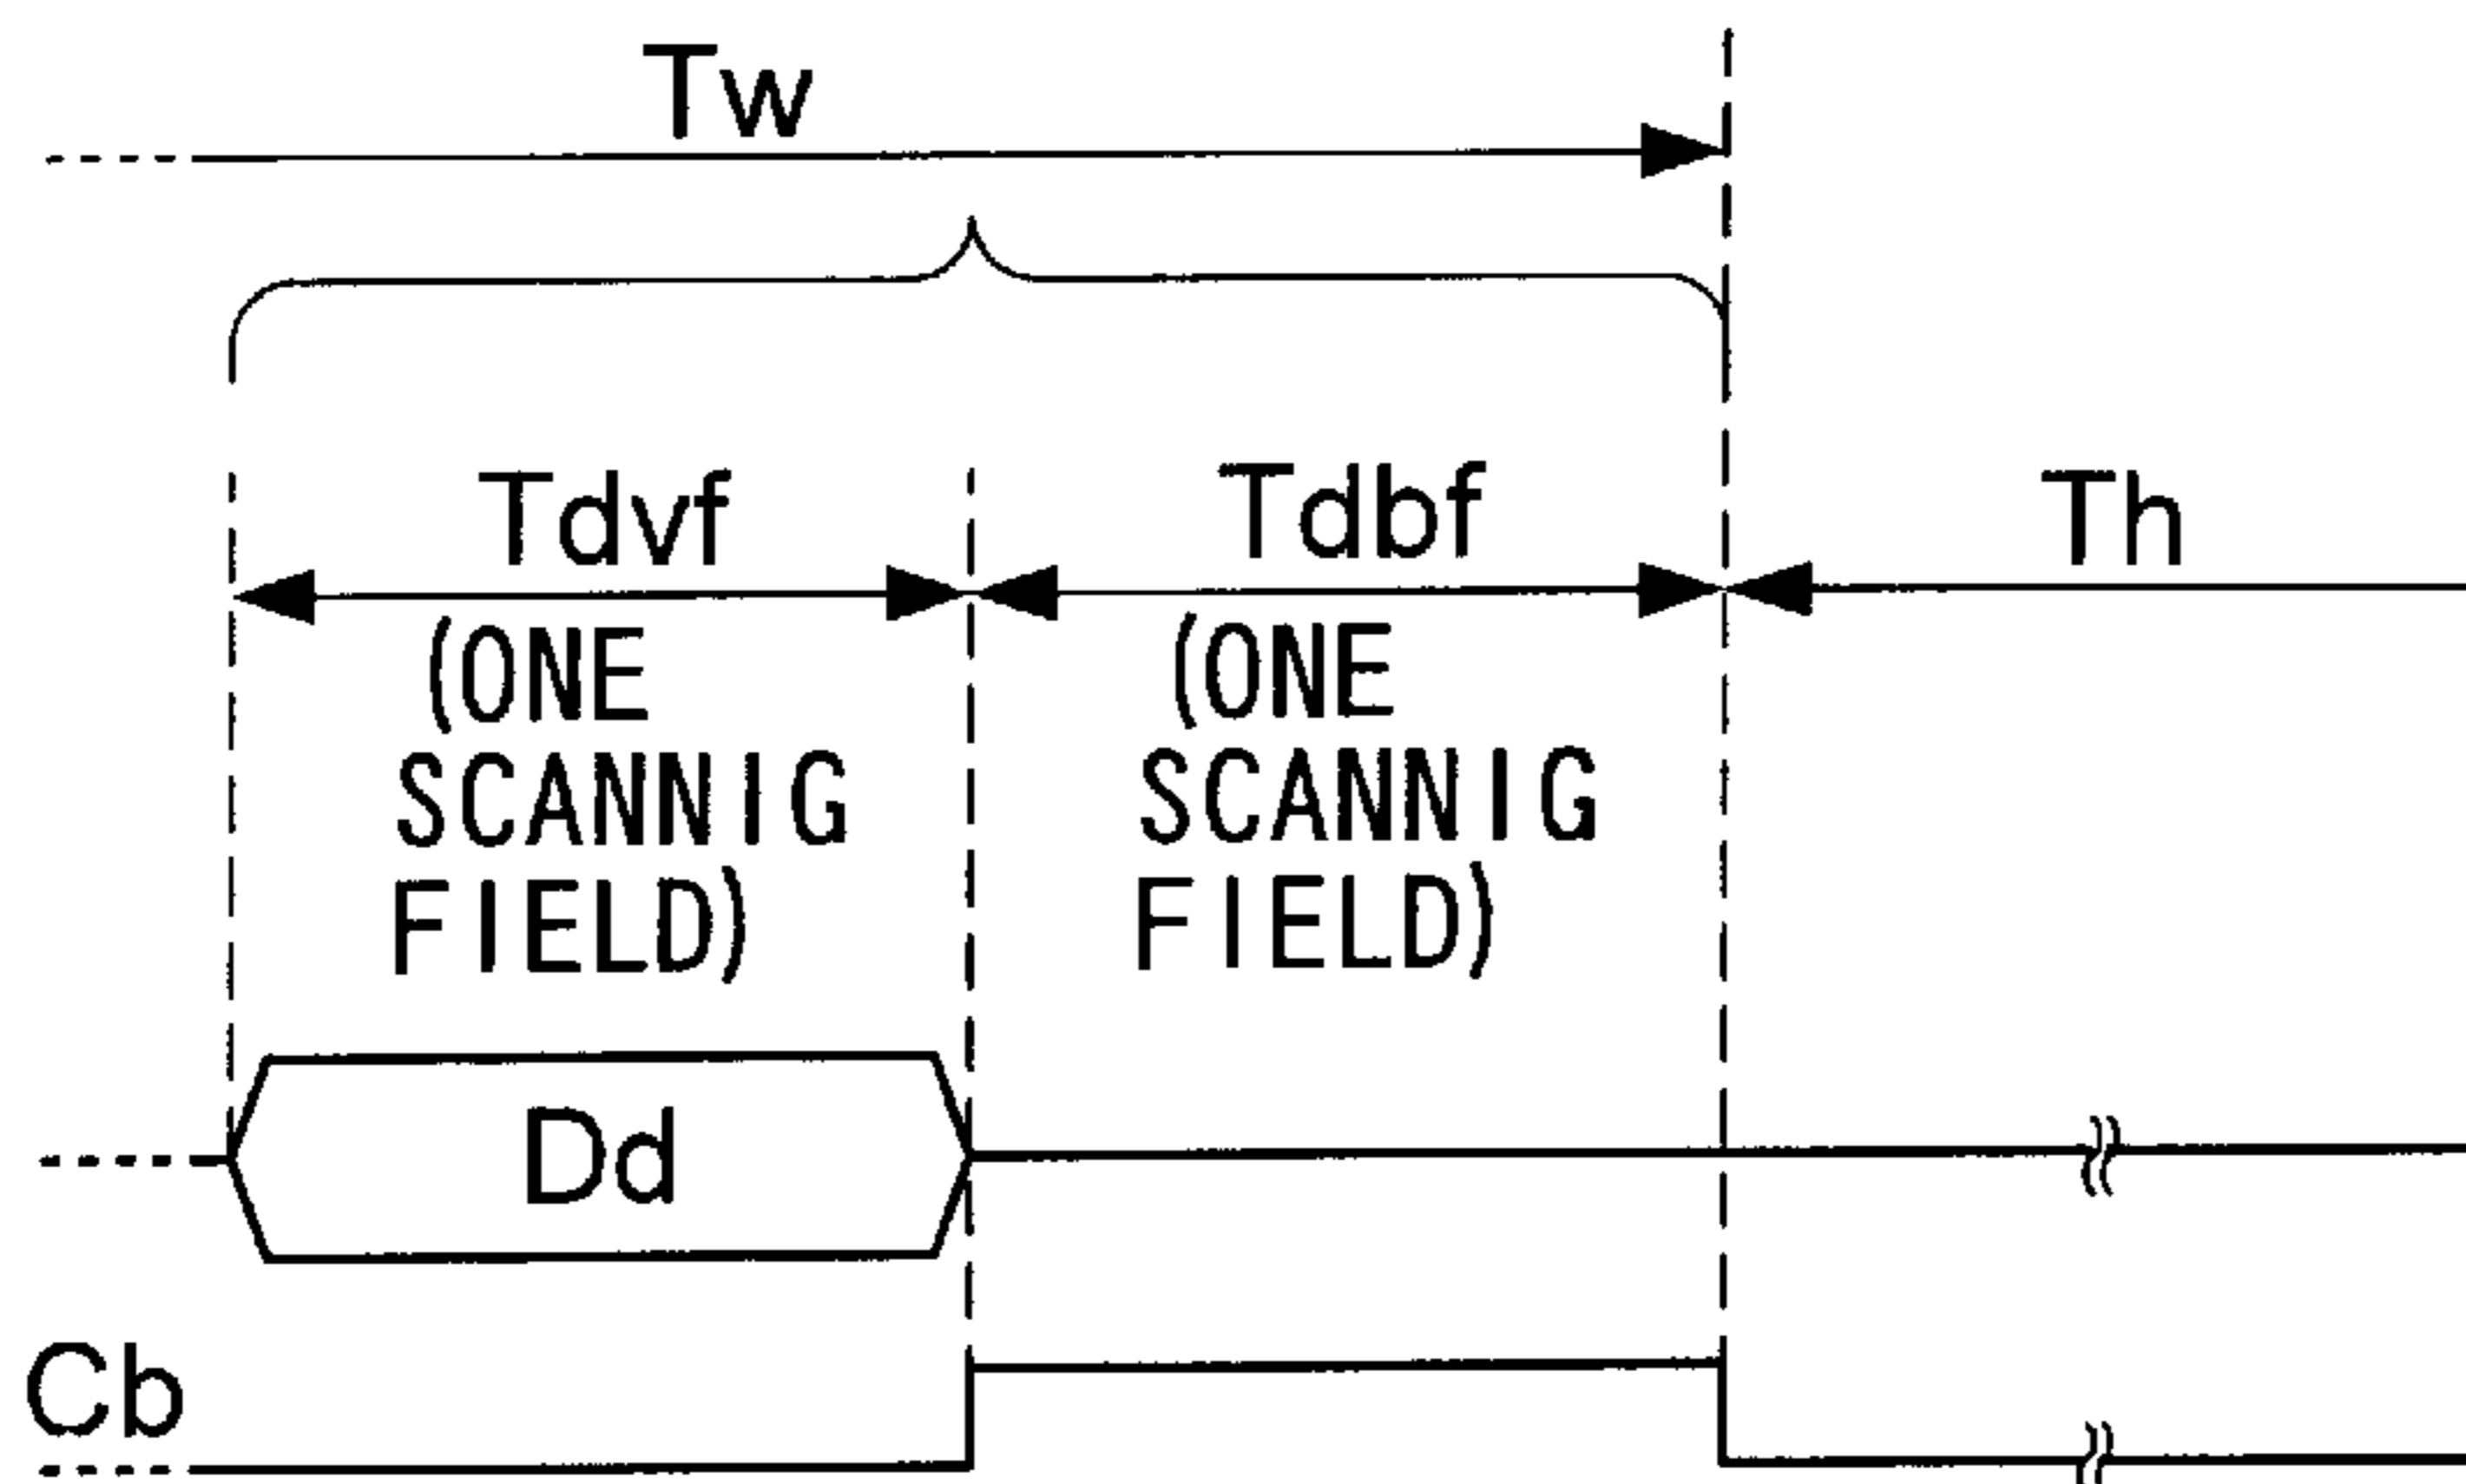 Tw
Tdvf
Tdbf
Th
(ONE
SCANNIG
FIELD)
(ONE
SCANNIG
FIELD)
Dd
Cb